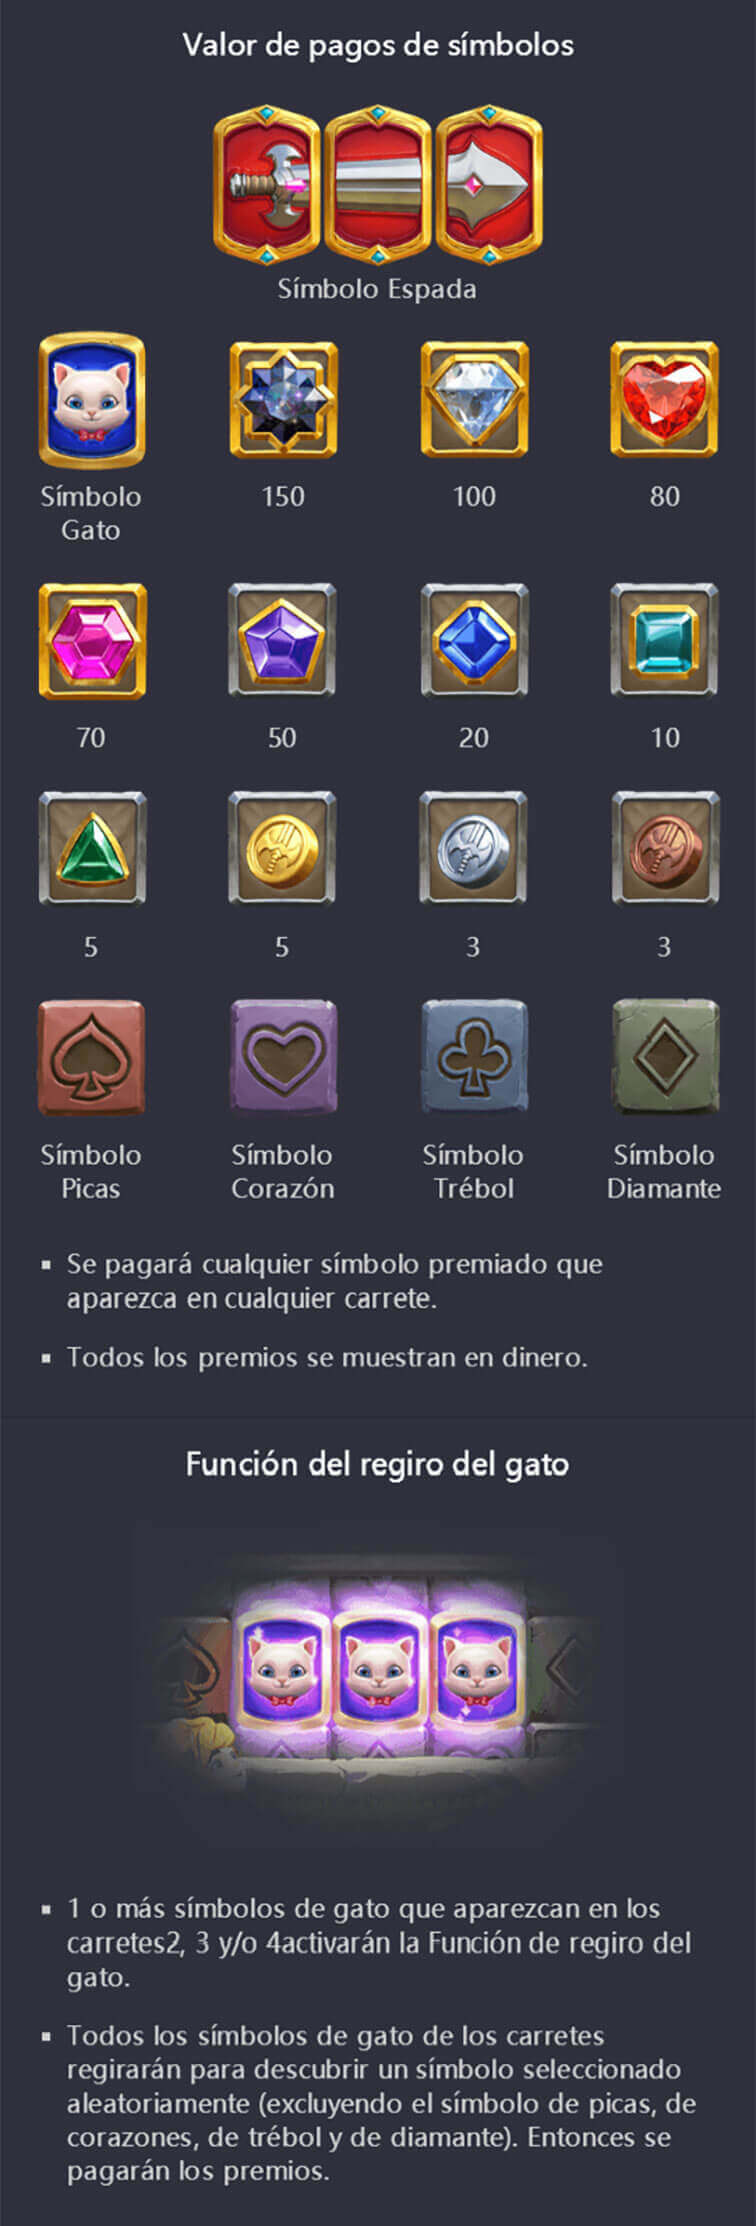 Valor de pagos de símbolos
Símbolo Espada
Símbolo
Gato
150
100
80
70
50
20
10
5
5
3
3
Símbolo
Picas
Símbolo
Corazón
Símbolo
Trébol
Símbolo
Diamante
▪ Se pagará cualquier símbolo premiado que
aparezca en cualquier carrete.
▪ Todos los premios se muestran en dinero.
Función del regiro del gato
▪ 1 o más símbolos de gato que aparezcan en los
carretes2, 3 y/o 4activarán la Función de regiro del
gato.
▪ Todos los símbolos de gato de los carretes
regirarán para descubrir un símbolo seleccionado
aleatoriamente (excluyendo el símbolo de picas, de
corazones, de trébol y de diamante). Entonces se
pagarán los premios.